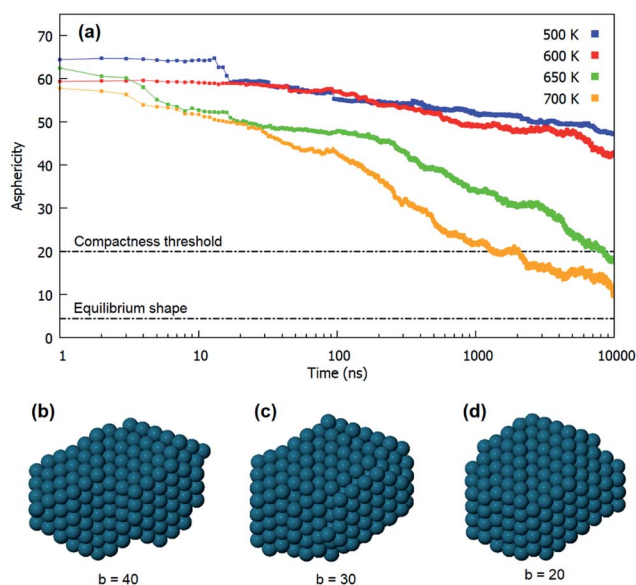 (a)
500 K
600 K
650 K
700 K
70
60
50
40
30
20
10
0
Asphericity
Compactness threshold
Equilibrium shape
1
10
100
1000
10000
Time (ns)
(b)
(c)
(d)
b = 40
b = 30
b = 20